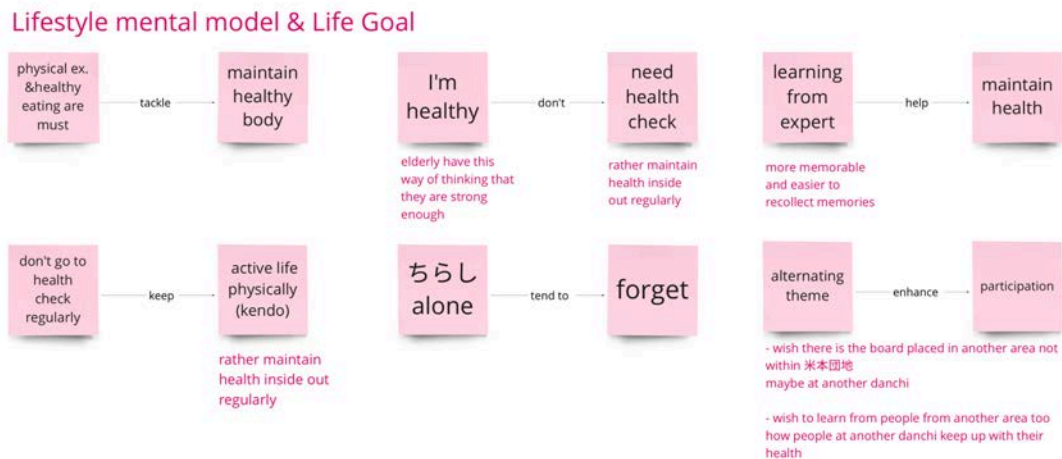 Lifestyle mental model & Life Goal
physical ex.
&healthy
eating are
must
tackle
maintain
healthy
body
I'm
healthy
don't
need
health
check
learning
from
expert
help
maintain
health
elderly have this
way of thinking that
they are strong
enough
rather maintain
health inside
out regularly
more memorable
and easier to
recollect memories
don't go to
health
check
regularly
keep
active life
physically
(kendo)
ちらし
alone
tend to
forget
alternating
theme
enhance
participation
rather maintain
health inside out
regularly
- wish there is the board placed in another area not
within 米本団地
maybe at another danchi
- wish to learn from people from another area too
how people at another danchi keep up with their
health